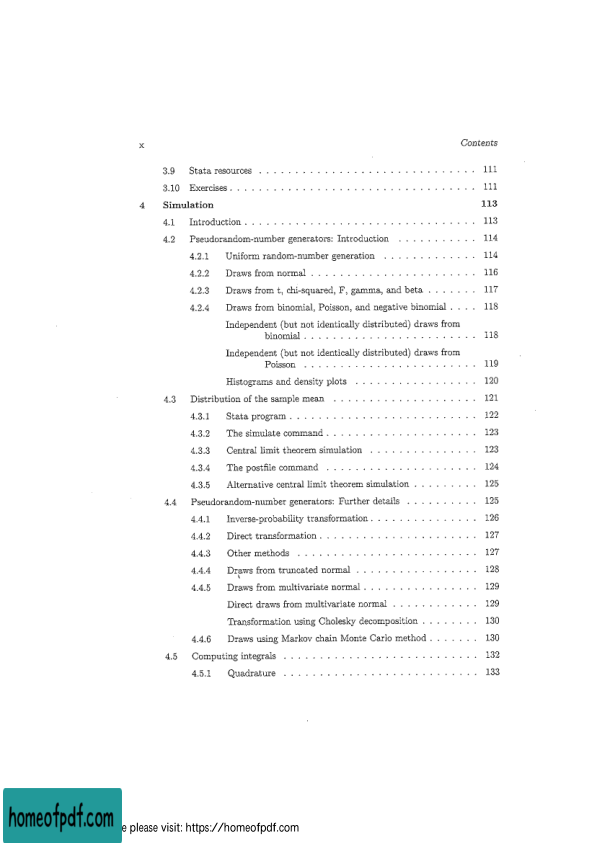 x Contents
3.9 Stata resources . . . . . . . . . . . . . . . . . . . . . . . . . . . . . . 111
3.10 Exercises . . . . . . . . . . . . . . . . . . . . . . . . . . . . . . . . . . 111
4 Simulation 113
4.1 Introduction . . . . . . . . . . . . . . . . . . . . . . . . . . . . . . . . 113
4.2 Pseudorandom-number generators: Introduction . . . . . . . . . . . 114
4.2.1 Uniform random-number generation . . . . . . . . . . . . . 114
4.2.2 Draws from normal . . . . . . . . . . . . . . . . . . . . . . . 116
4.2.3 Draws from t, chi-squared, F, gamma, and beta . . . . . . . 117
4.2.4 Draws from binomial, Poisson, and negative binomial . . . . 118
Independent (but not identically distributed) draws from
binomial . . . . . . . . . . . . . . . . . . . . . . . . 118
Independent (but not identically distributed) draws from
Poisson . . . . . . . . . . . . . . . . . . . . . . . . 119
Histograms and density plots . . . . . . . . . . . . . . . . . 120
4.3 Distribution of the sample mean . . . . . . . . . . . . . . . . . . . . 121
4.3.1 Stata program . . . . . . . . . . . . . . . . . . . . . . . . . . 122
4.3.2 The simulate command . . . . . . . . . . . . . . . . . . . . . 123
4.3.3 Central limit theorem simulation . . . . . . . . . . . . . . . 123
4.3.4 The postfile command . . . . . . . . . . . . . . . . . . . . . 124
4.3.5 Alternative central limit theorem simulation . . . . . . . . . 125
4.4 Pseudorandom-number generators: Further details . . . . . . . . . . 125
4.4.1 Inverse-probability transformation . . . . . . . . . . . . . . . 126
4.4.2 Direct transformation . . . . . . . . . . . . . . . . . . . . . . 127
4.4.3 Other methods . . . . . . . . . . . . . . . . . . . . . . . . . 127
4.4.4 Draws from truncated normal . . . . . . . . . . . . . . . . . 128
4.4.5 Draws from multivariate normal . . . . . . . . . . . . . . . . 129
Direct draws from multivariate normal . . . . . . . . . . . . 129
Transformation using Cholesky decomposition . . . . . . . . 130
4.4.6 Draws using Markov chain Monte Carlo method . . . . . . . 130
4.5 Computing integrals . . . . . . . . . . . . . . . . . . . . . . . . . . . 132
4.5.1 Quadrature . . . . . . . . . . . . . . . . . . . . . . . . . . . 133
homeofpdf.com
e please visit: https://homeofpdf.com